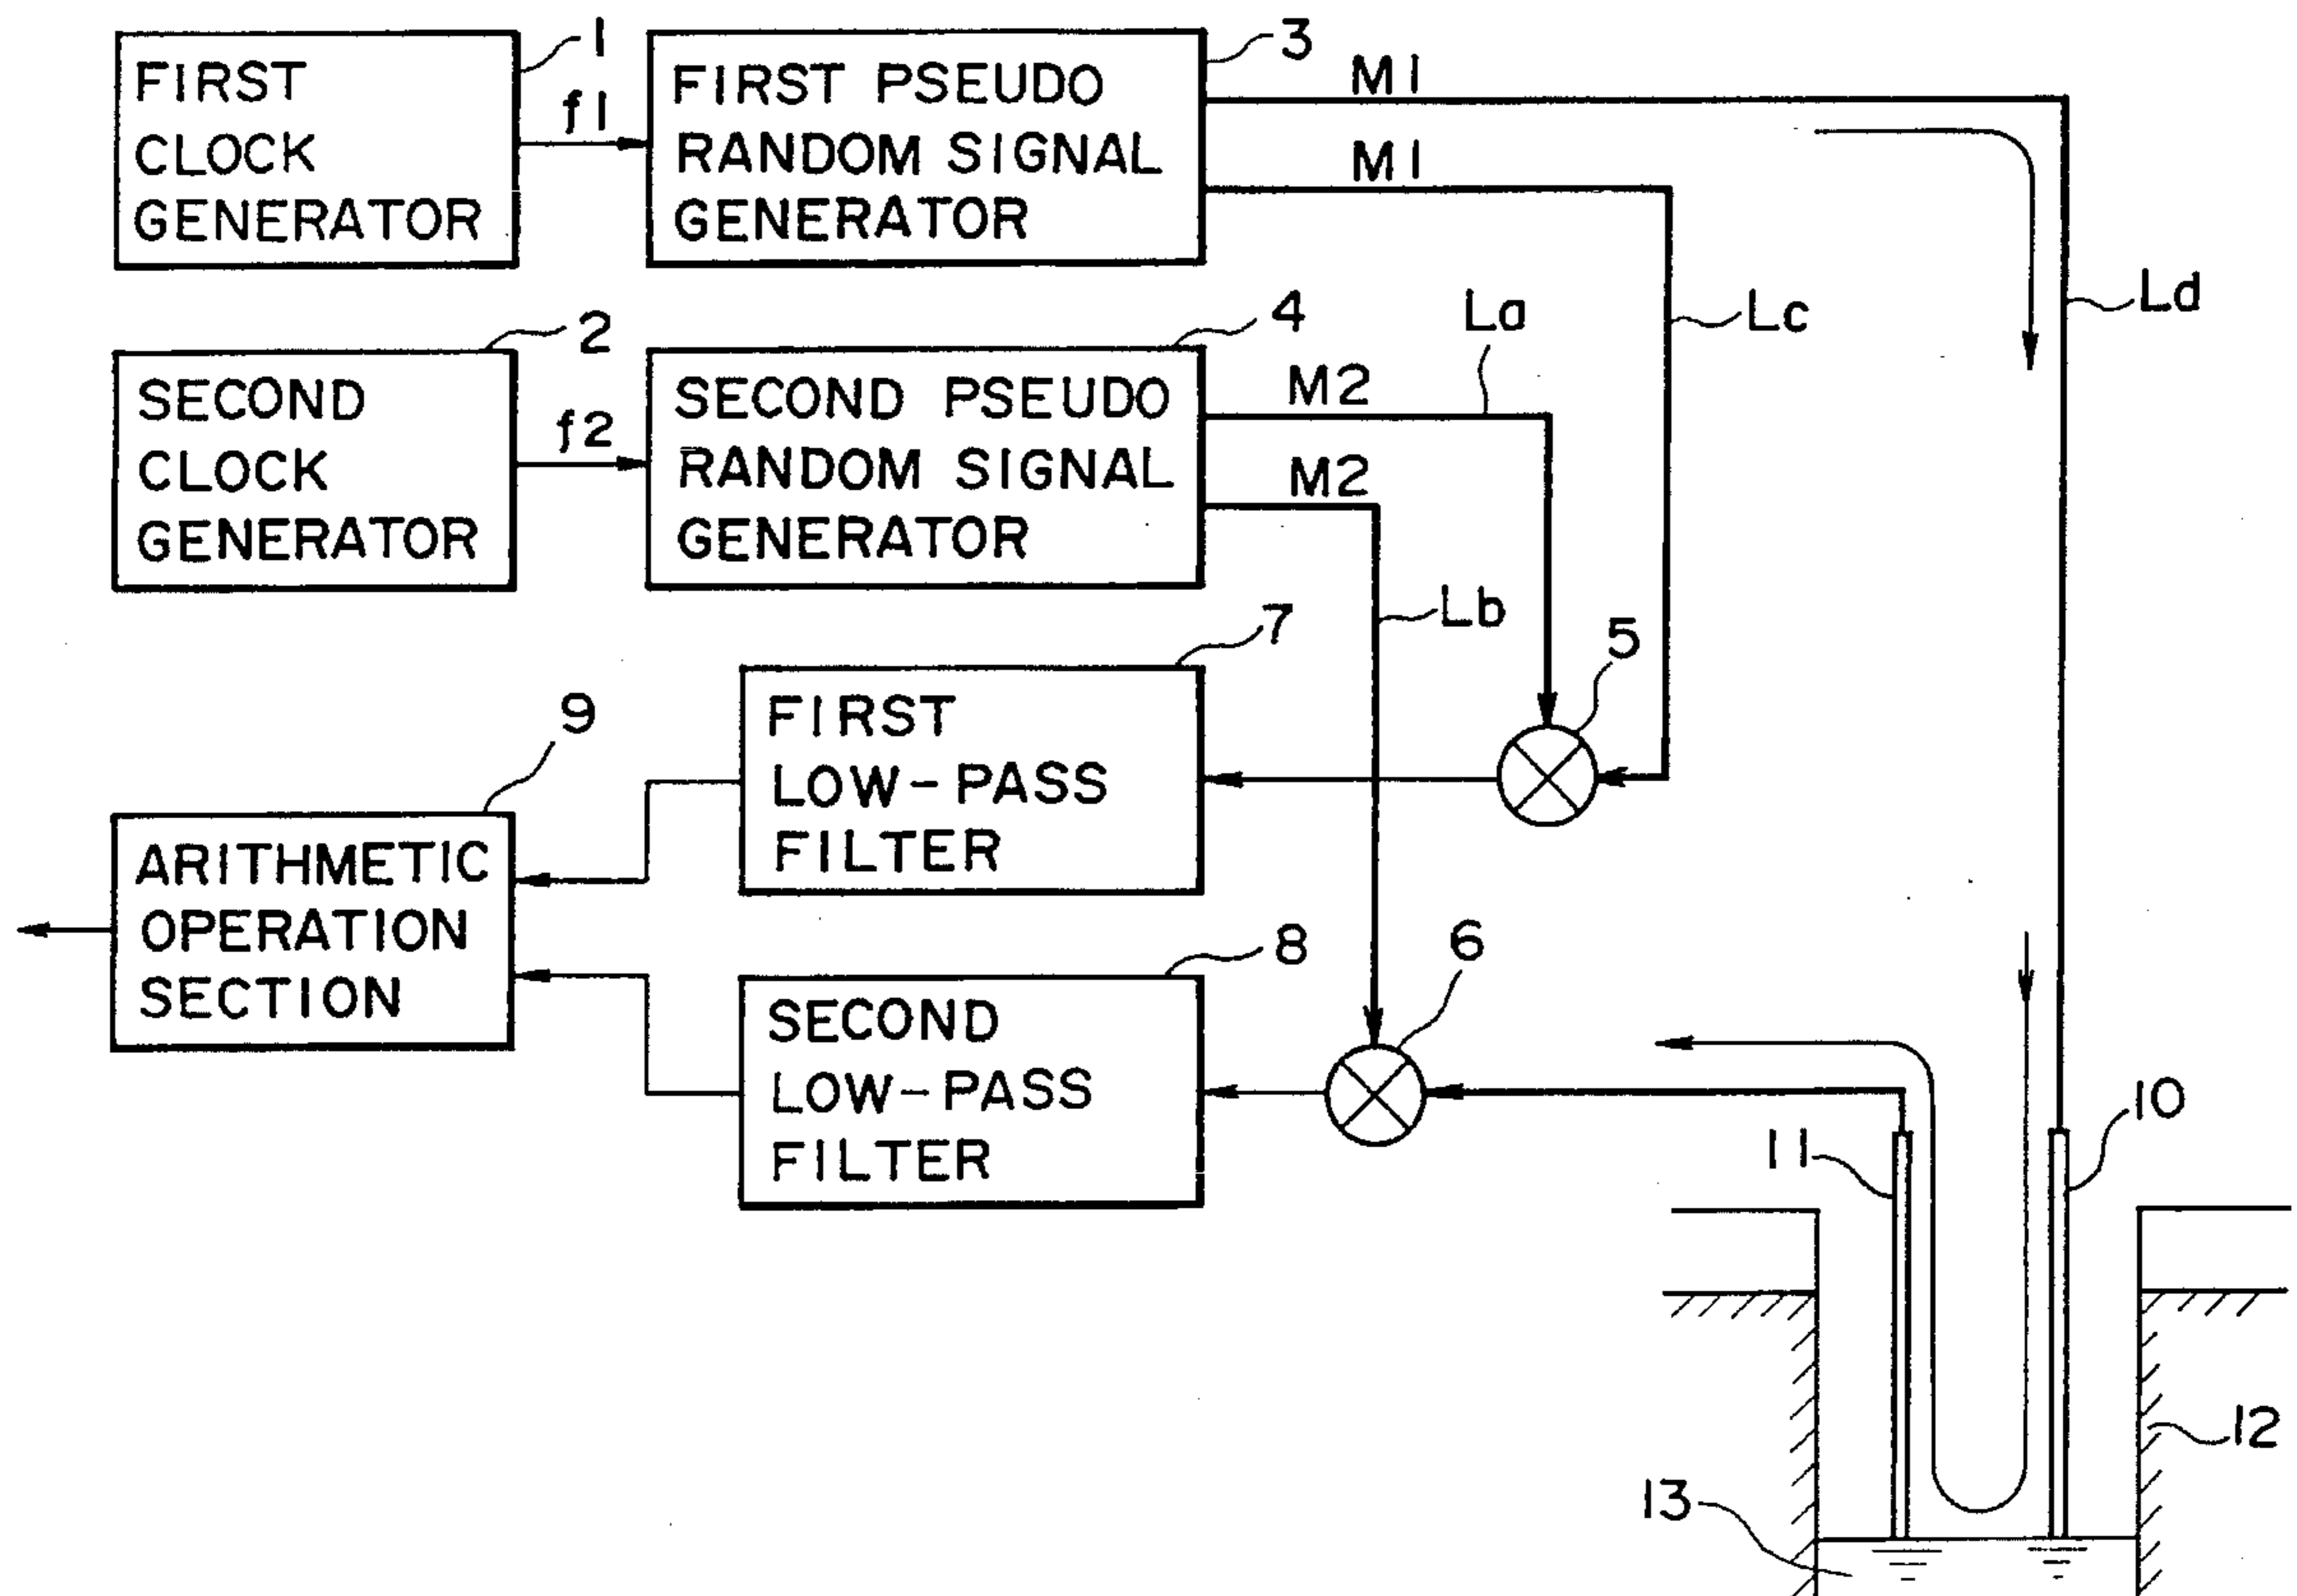 1
FIRST
CLOCK
GENERATOR
f1
3
FIRST PSEUDO
RANDOM SIGNAL
GENERATOR
M1
M1
2
SECOND
CLOCK
GENERATOR
f2
4
SECOND PSEUDO
RANDOM SIGNAL
GENERATOR
M2
M2
La
Lc
Ld
Lb
5
7
FIRST
LOW-PASS
FILTER
9
ARITHMETIC
OPERATION
SECTION
8
SECOND
LOW-PASS
FILTER
6
11
10
12
13